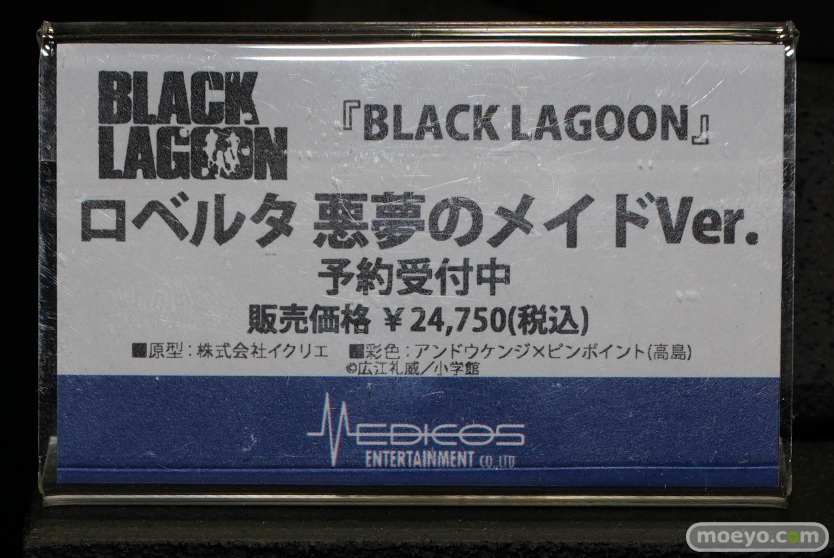 BLACK
LAGOON
『BLACK LAGOON』
ロベルタ 悪夢のメイドVer.
予約受付中
販売価格 ¥24,750(税込)
■原型：株式会社イクリエ ■彩色：アンドウケンジ×ピンポイント(高島)
©広江礼威／小学館
MEDICOS
ENTERTAINMENT CO.,LTD
moeyo.com